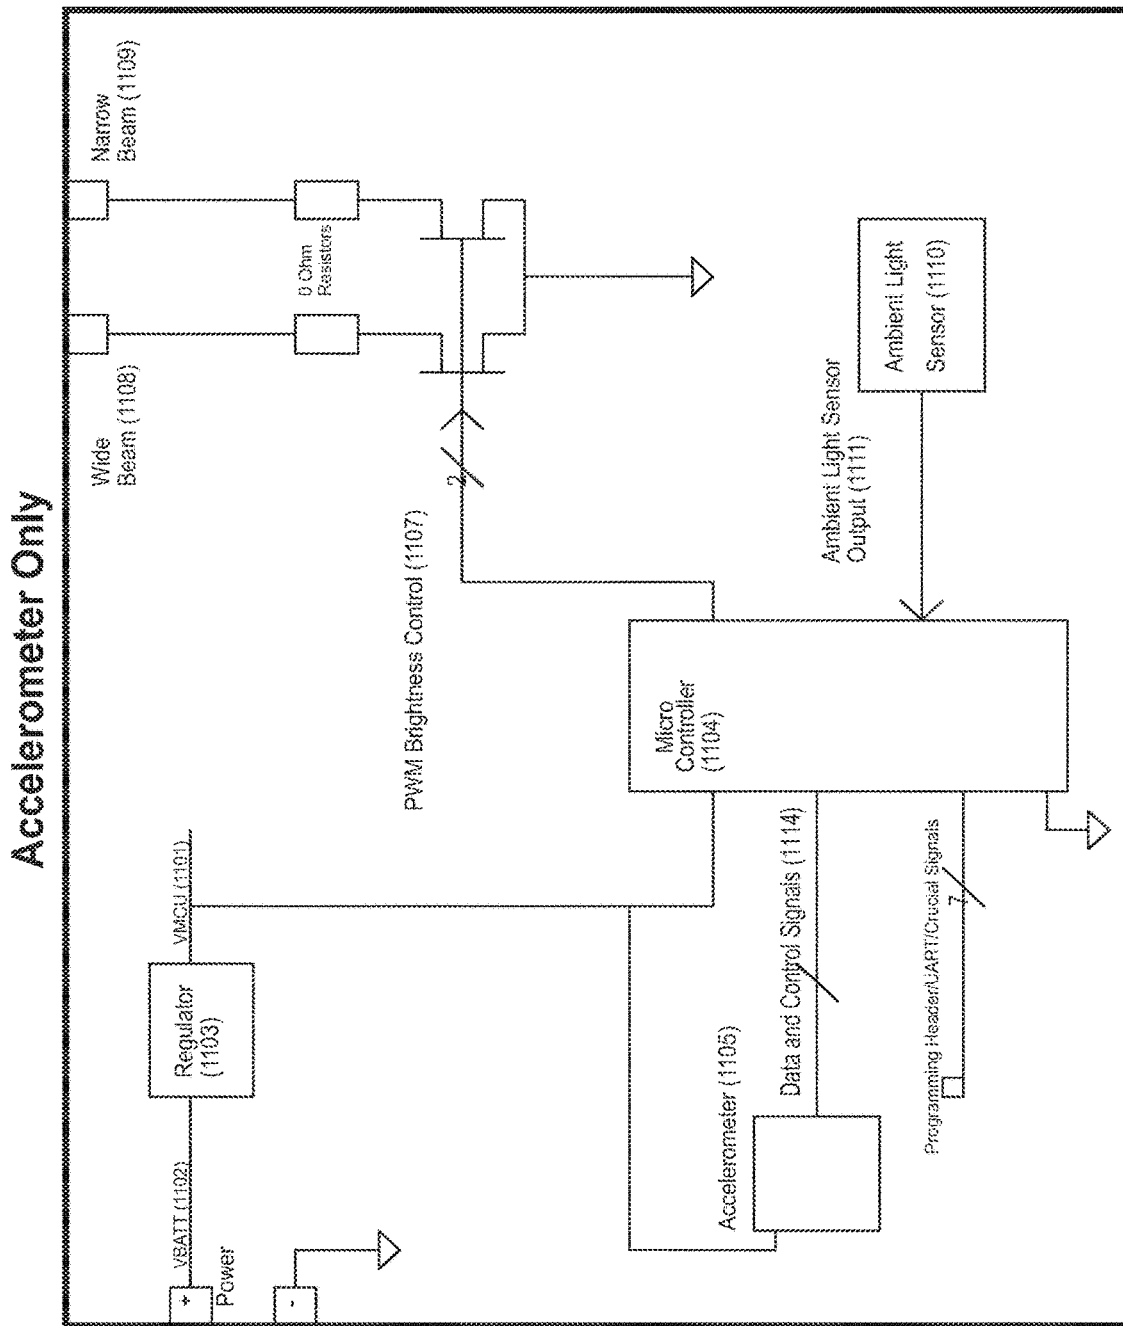 Accelerometer Only
+
Power
-
VBATT (1102)
Regulator
(1103)
VMCU (1101)
PWM Brightness Control (1107)
2
Wide
Beam (1108)
Narrow
Beam (1109)
0 Ohm
Resistors
Accelerometer (1105)
Data and Control Signals (1114)
Programming Header/UART/Crucial Signals
7
Micro
Controller
(1104)
Ambient Light Sensor
Output (1111)
Ambient Light
Sensor (1110)